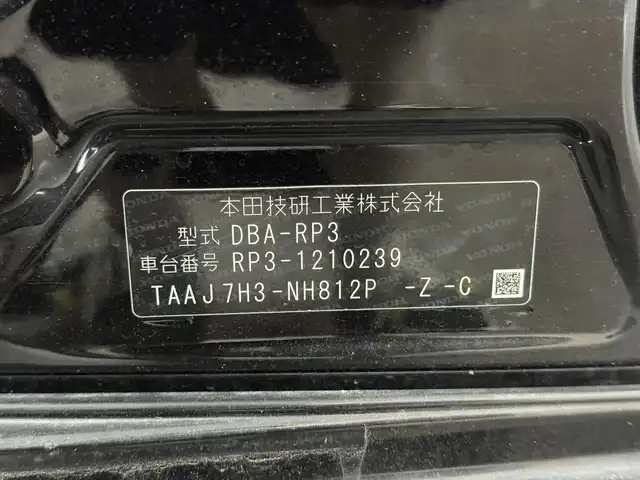 本田技研工業株式会社
型式 DBA-RP3
車台番号 RP3-1210239
TAAJ7H3-NH812P -Z -C